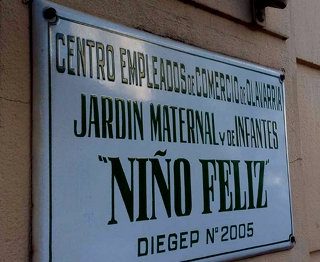 CENTRO EMPLEADOS DE COMERCIO DE OLAVARRIA
JARDIN MATERNAL Y DE INFANTES
"NIÑO FELIZ"
DIEGEP Nº 2005